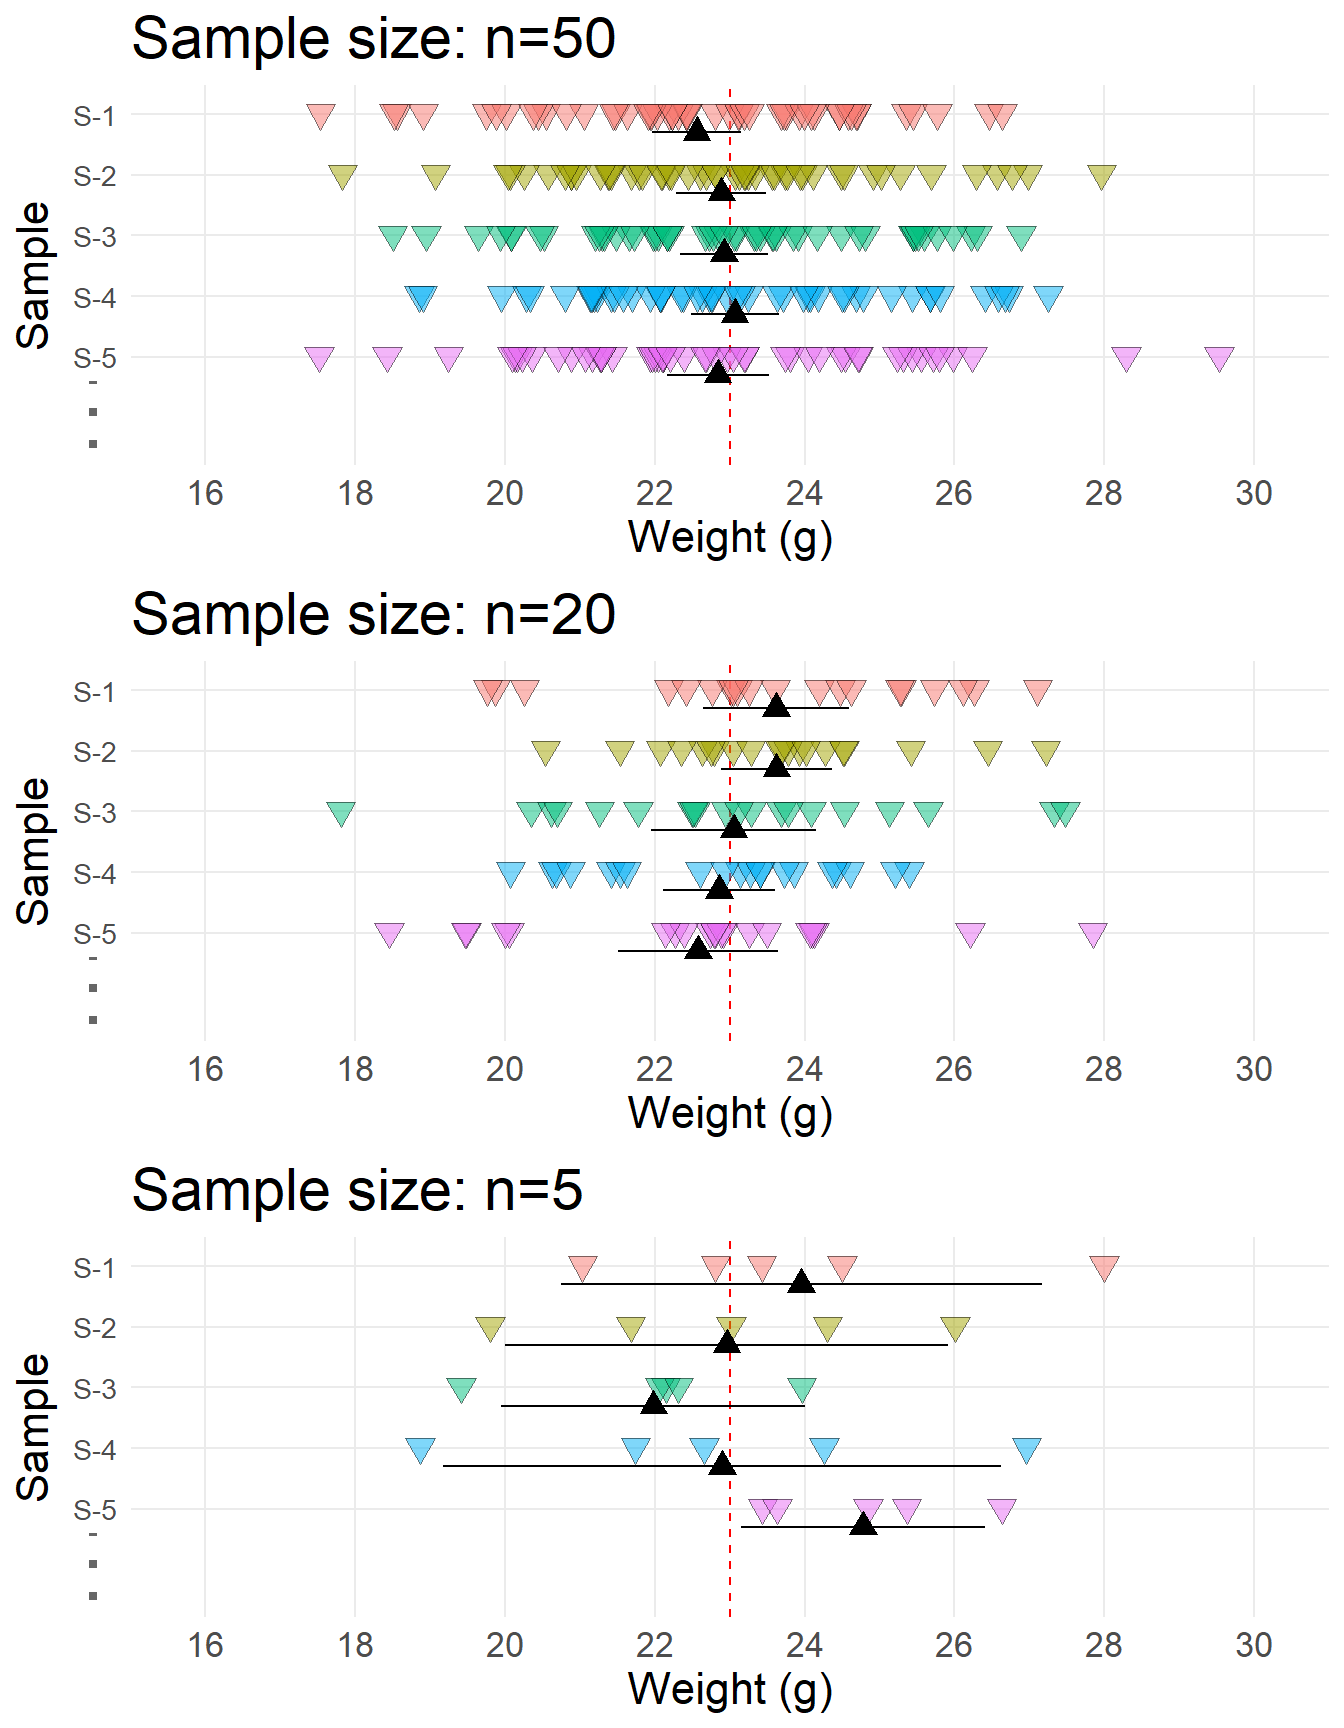 Sample size: n=50
S-1
S-2
S-3
S-4
S-5
.
.
.
Sample
16 18 20 22 24 26 28 30
Weight (g)
Sample size: n=20
S-1
S-2
S-3
S-4
S-5
.
.
.
Sample
16 18 20 22 24 26 28 30
Weight (g)
Sample size: n=5
S-1
S-2
S-3
S-4
S-5
.
.
.
Sample
16 18 20 22 24 26 28 30
Weight (g)